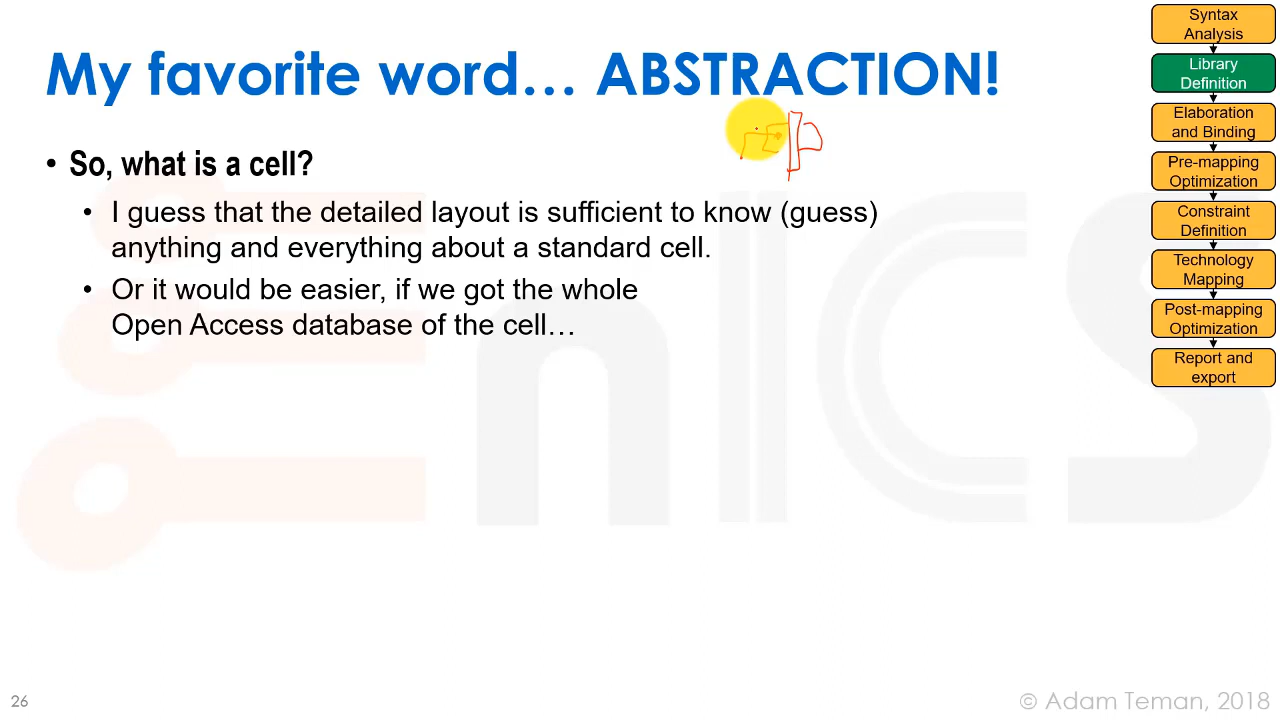 My favorite word… ABSTRACTION!
• So, what is a cell?
• I guess that the detailed layout is sufficient to know (guess)
anything and everything about a standard cell.
• Or it would be easier, if we got the whole
Open Access database of the cell…
Syntax
Analysis
Library
Definition
Elaboration
and Binding
Pre-mapping
Optimization
Constraint
Definition
Technology
Mapping
Post-mapping
Optimization
Report and
export
nICS
26
© Adam Teman, 2018